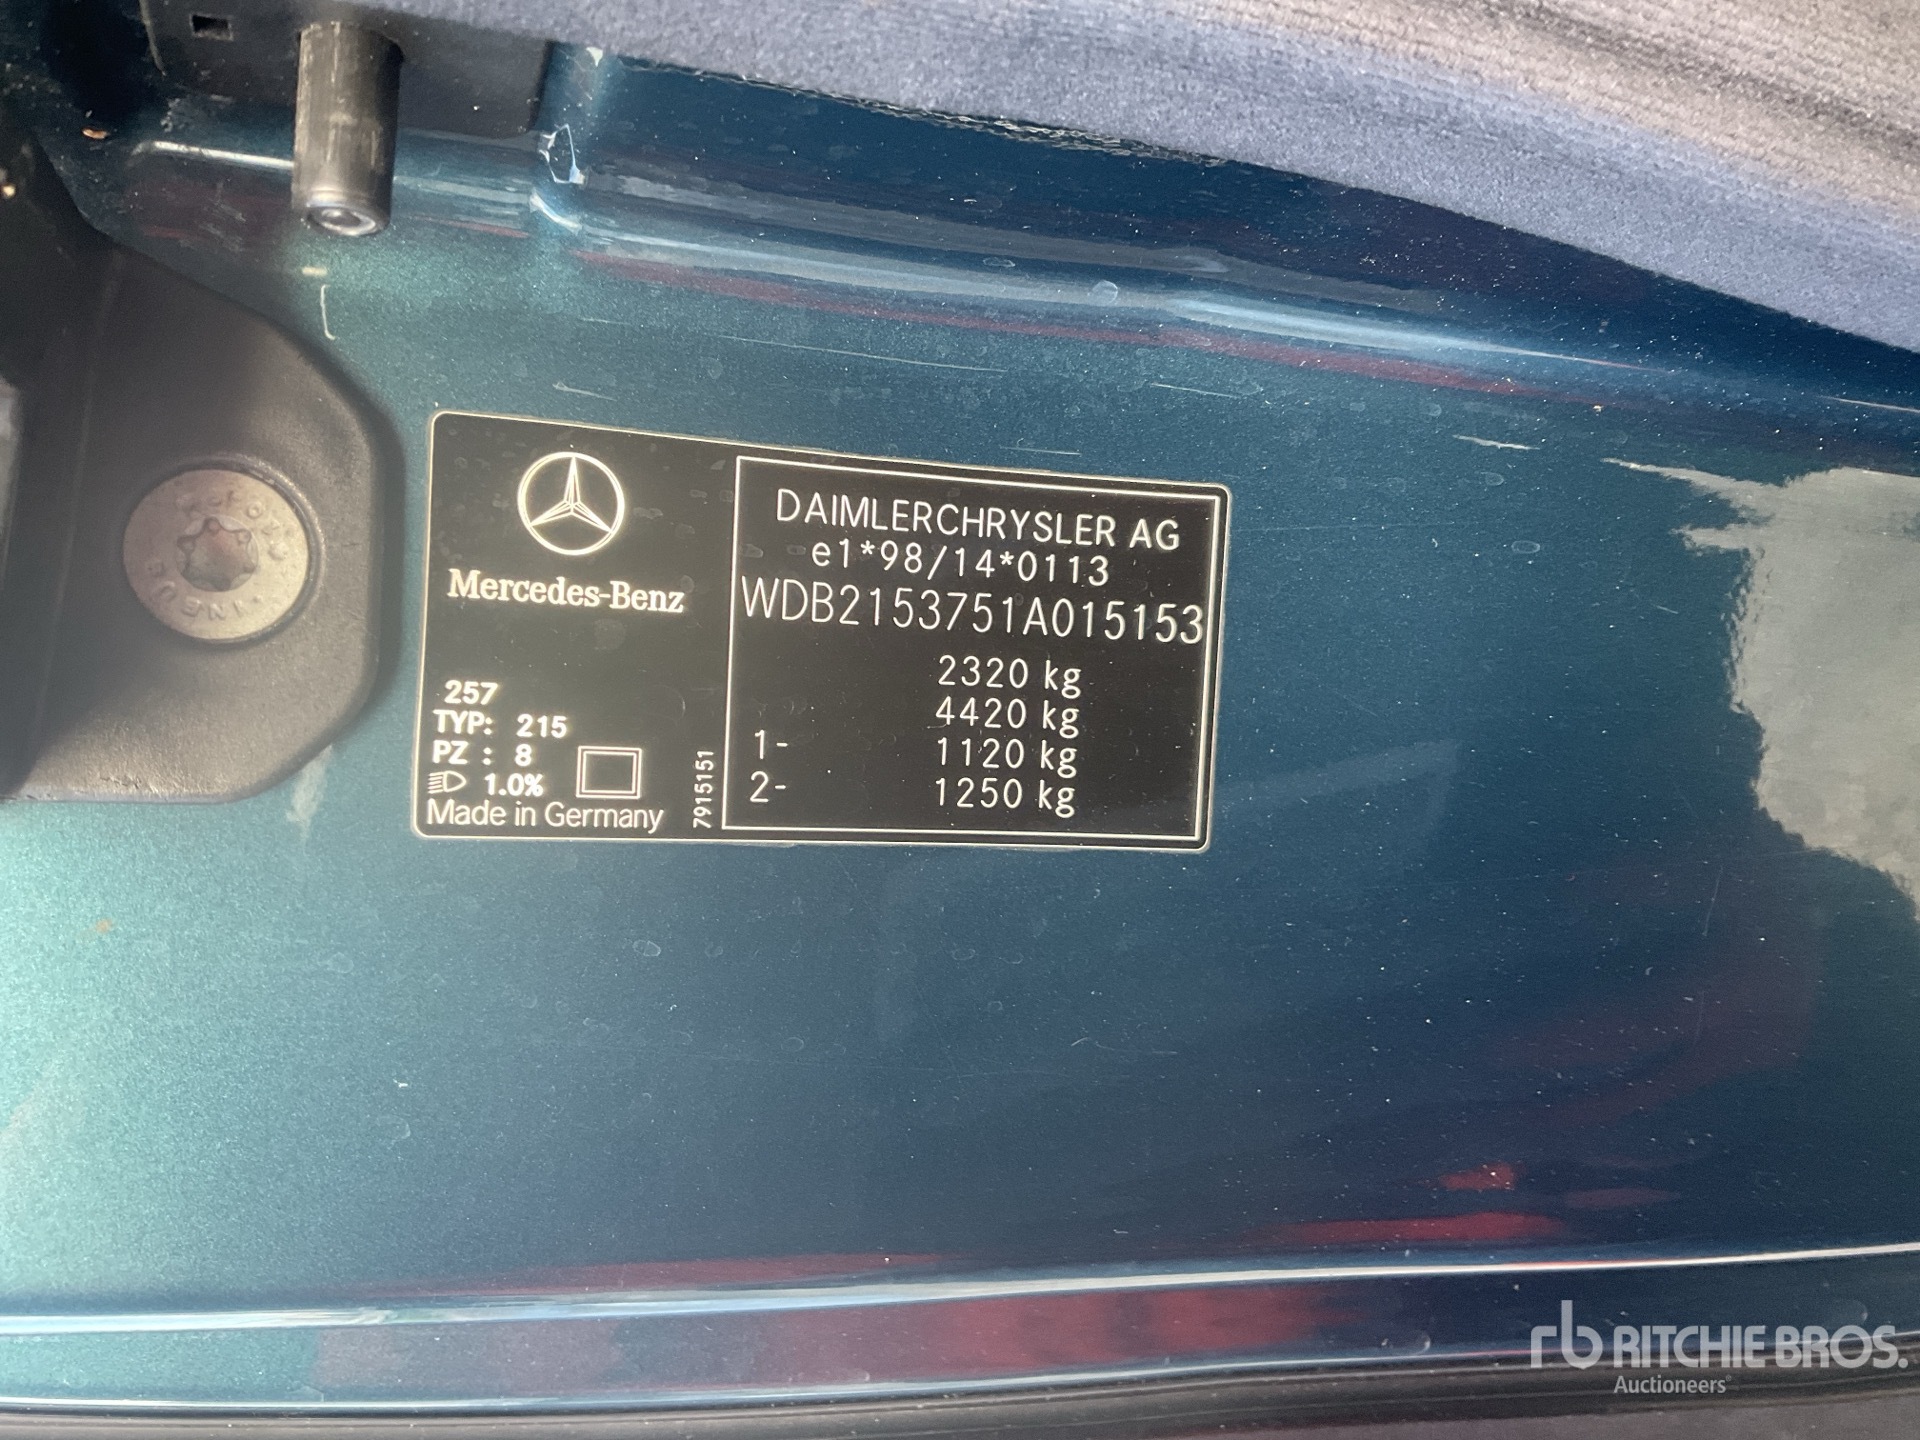 Mercedes-Benz
257
TYP: 215
PZ : 8
1.0%
Made in Germany
7915151
DAIMLERCHRYSLER AG
e1*98/14*0113
WDB2153751A015153
2320 kg
4420 kg
1- 1120 kg
2- 1250 kg
rb RITCHIE BROS.
Auctioneers